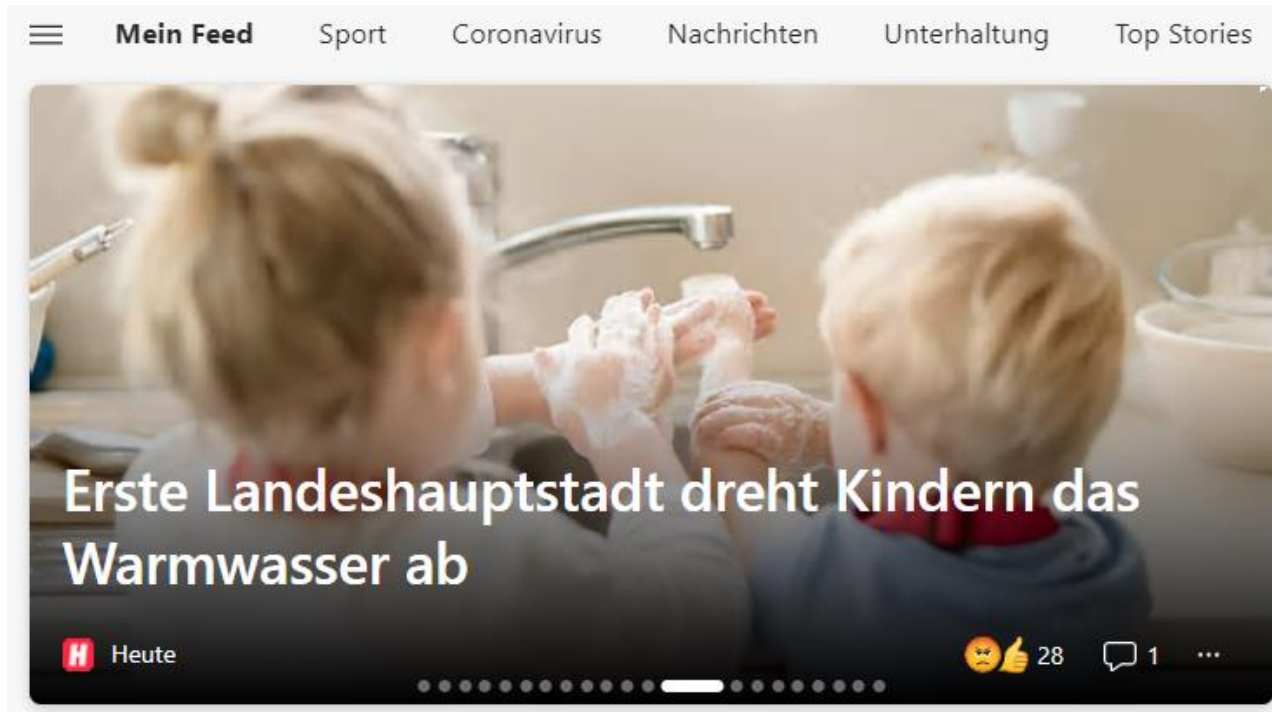 Mein Feed Sport Coronavirus Nachrichten Unterhaltung Top Stories
Erste Landeshauptstadt dreht Kindern das
Warmwasser ab
H Heute 28 1 ...